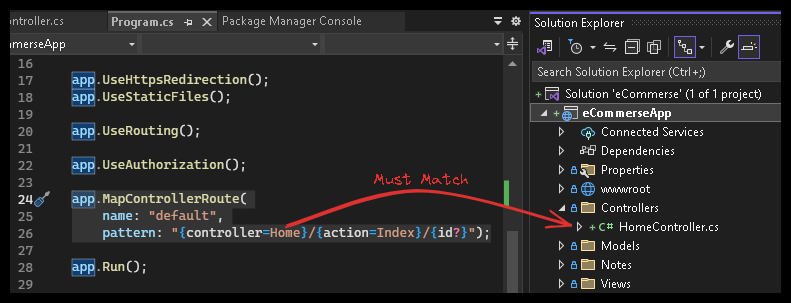 ontroller.cs
Program.cs
Package Manager Console
mmerseApp
16
17 app.UseHttpsRedirection();
18 app.UseStaticFiles();
19
20 app.UseRouting();
21
22 app.UseAuthorization();
23
24 app.MapControllerRoute(
25 name: "default",
26 pattern: "{controller=Home}/{action=Index}/{id?}");
27
28 app.Run();
29
Must Match
Solution Explorer
Search Solution Explorer (Ctrl+;)
Solution 'eCommerse' (1 of 1 project)
eCommerseApp
Connected Services
Dependencies
Properties
wwwroot
Controllers
C# HomeController.cs
Models
Notes
Views